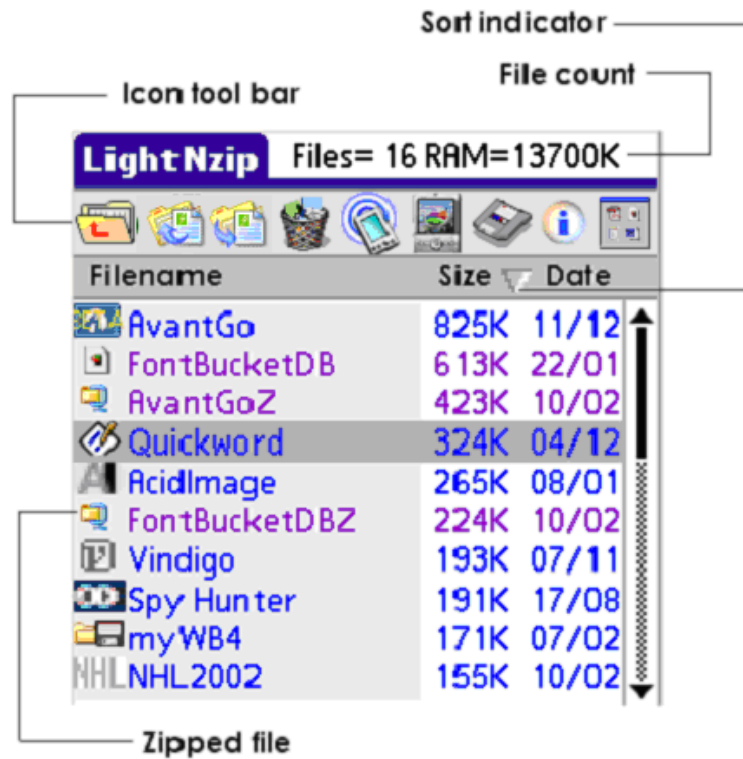 Sort indicator
File count
Icon tool bar
Light Nzip Files= 16 RAM=13700K
Filename Size Date
AvantGo 825K 11/12
FontBucketDB 613K 22/01
AvantGoZ 423K 10/02
Quickword 324K 04/12
AcidImage 265K 08/01
FontBucketDBZ 224K 10/02
Vindigo 193K 07/11
Spy Hunter 191K 17/08
myWB4 171K 07/02
NHL NHL2002 155K 10/02
Zipped file